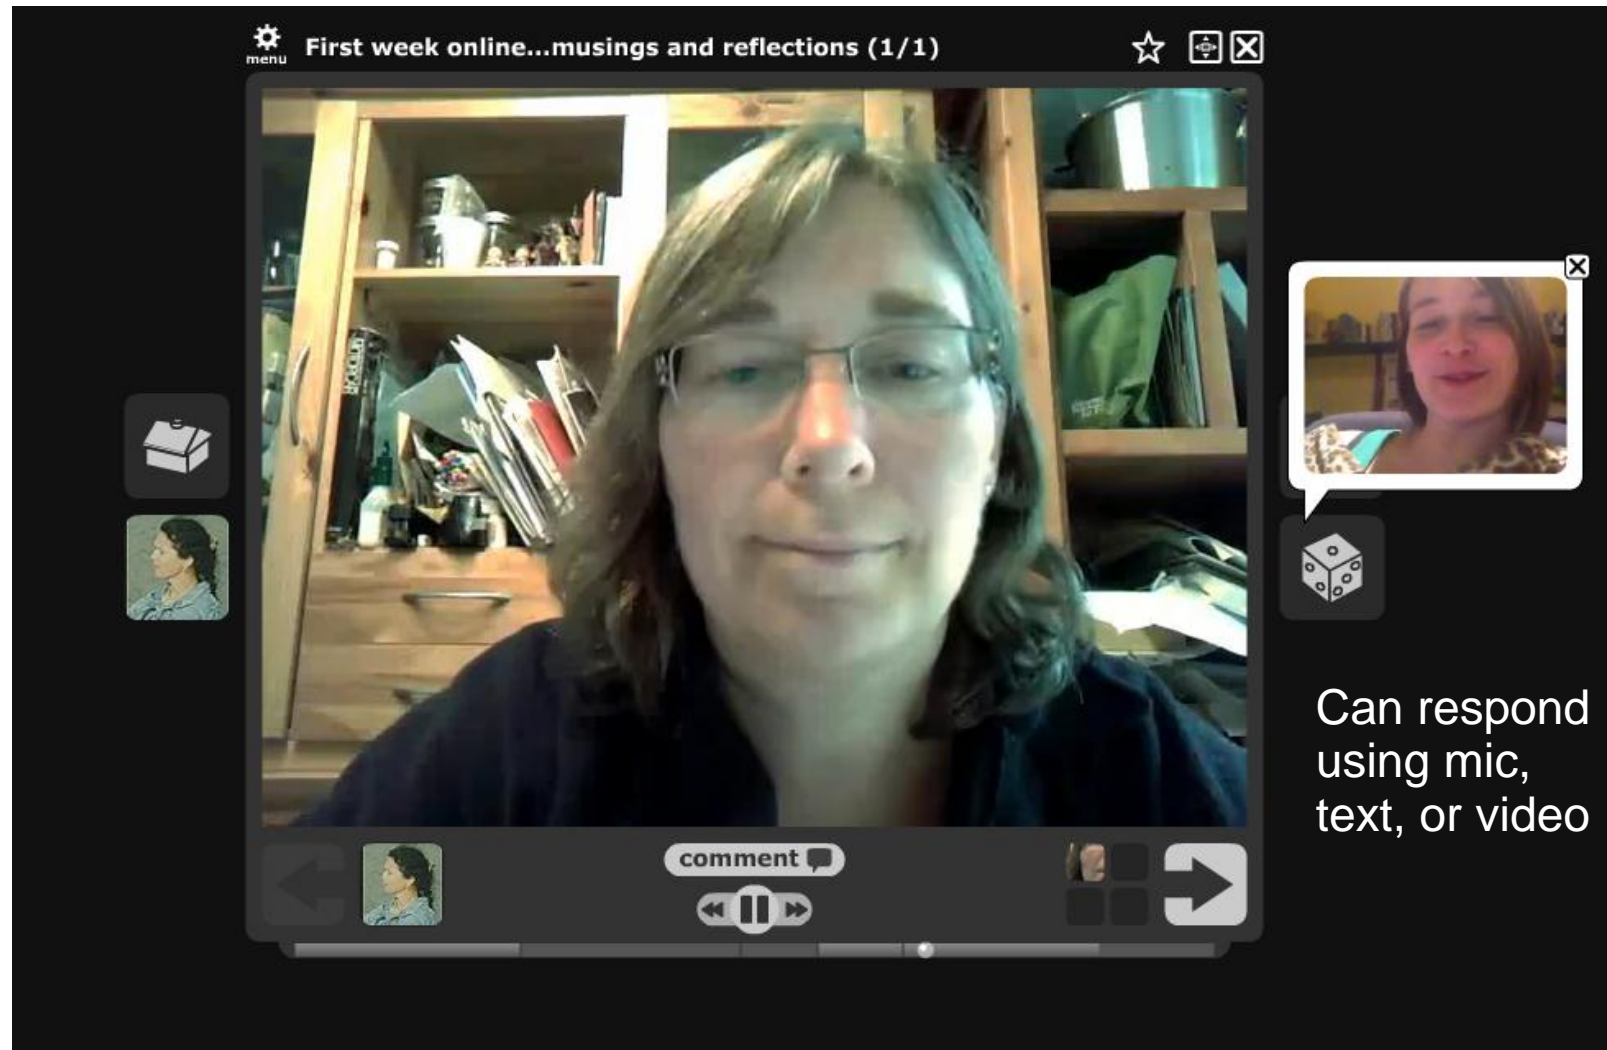 First week online...musings and reflections (1/1)
menu
Can respond
using mic,
text, or video
comment